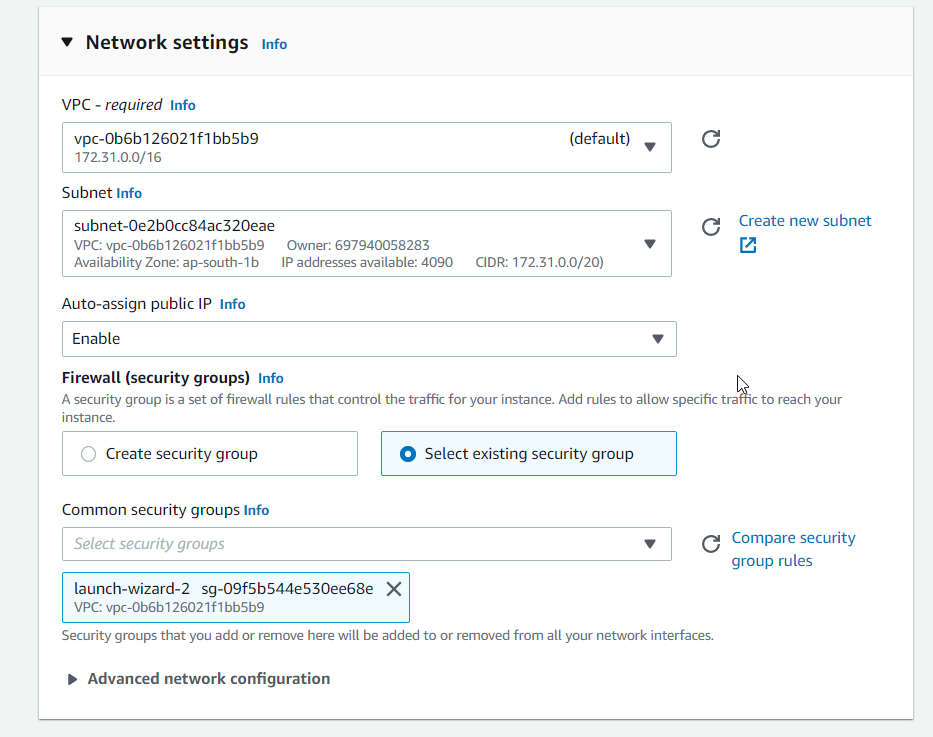 Network settings Info
VPC - required Info
vpc-0b6b126021f1bb5b9 (default)
172.31.0.0/16
Subnet Info
subnet-0e2b0cc84ac320eae
VPC: vpc-0b6b126021f1bb5b9 Owner: 697940058283
Availability Zone: ap-south-1b IP addresses available: 4090 CIDR: 172.31.0.0/20)
Create new subnet
Auto-assign public IP Info
Enable
Firewall (security groups) Info
A security group is a set of firewall rules that control the traffic for your instance. Add rules to allow specific traffic to reach your
instance.
Create security group
Select existing security group
Common security groups Info
Select security groups
Compare security
group rules
launch-wizard-2 sg-09f5b544e530ee68e
VPC: vpc-0b6b126021f1bb5b9
Security groups that you add or remove here will be added to or removed from all your network interfaces.
Advanced network configuration